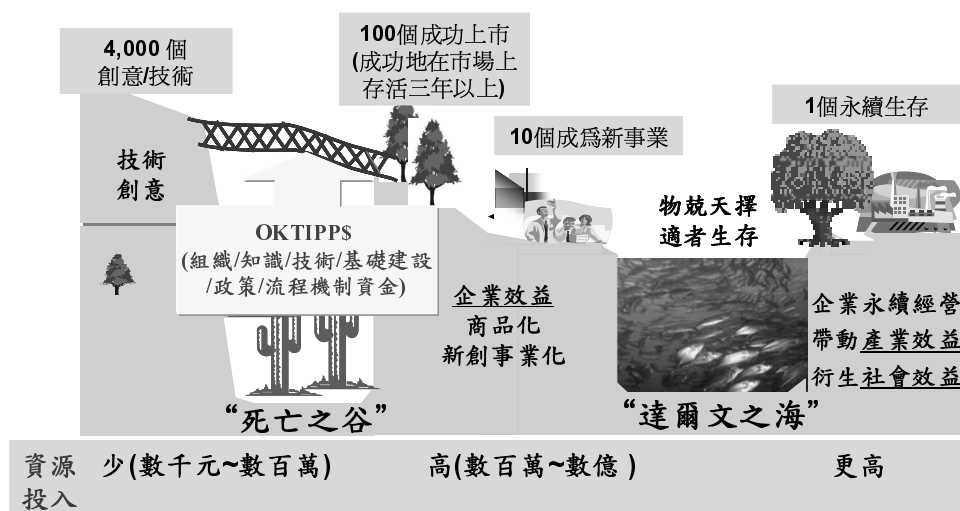 4,000 個
創意/技術
100個成功上市
(成功地在市場上
存活三年以上)
10個成爲新事業
1個永續生存
技術
創意
OKTIPP$
(組織/知識/技術/基礎建設
/政策/流程機制資金)
企業效益
商品化
新創事業化
物競天擇
適者生存
企業永續經營
帶動產業效益
衍生社會效益
“死亡之谷”
“達爾文之海”
資源
投入
少(數千元~數百萬)
高(數百萬~數億 )
更高